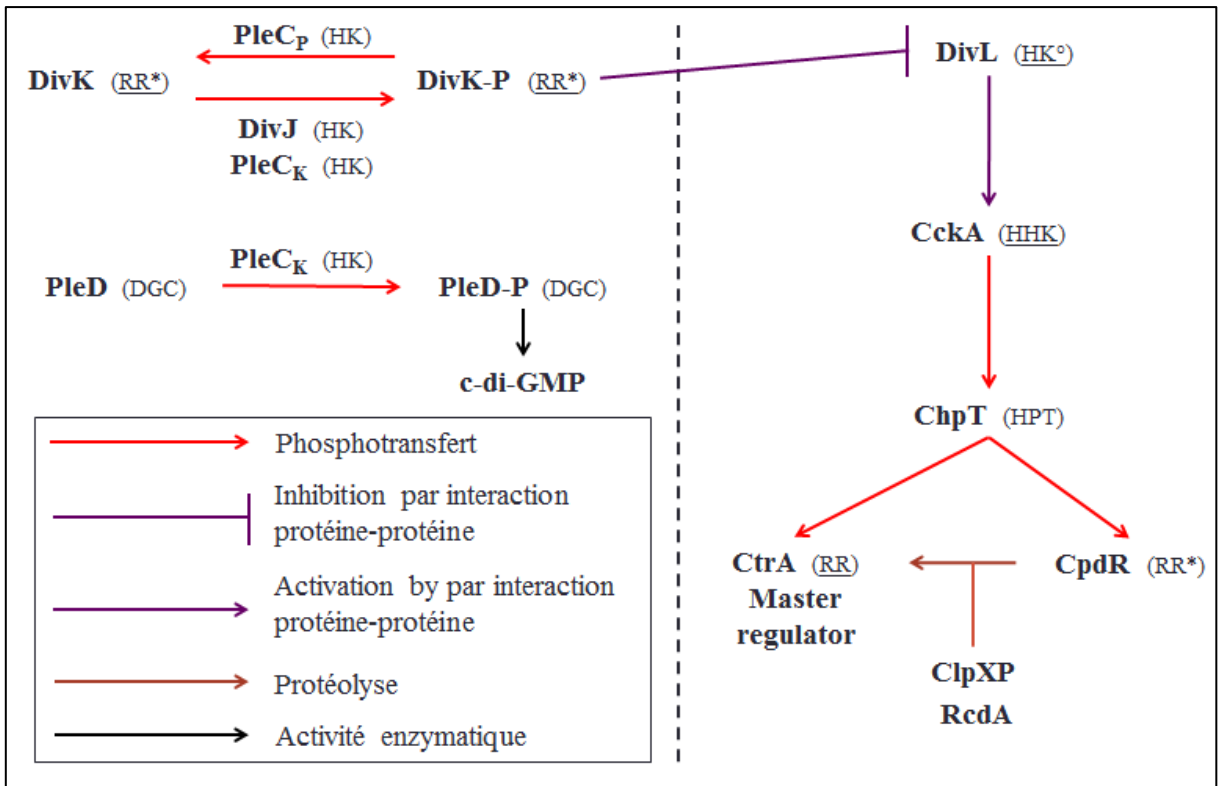 PleCP (HK)
DivK (RR*)
DivK-P (RR*)
DivJ (HK)
PleCK (HK)
PleCK (HK)
PleD (DGC)
PleD-P (DGC)
c-di-GMP
Phosphotransfert
Inhibition par interaction
protéine-protéine
Activation by par interaction
protéine-protéine
Protéolyse
Activité enzymatique
DivL (HK°)
CckA (HHK)
ChpT (HPT)
CtrA (RR)
Master
regulator
CpdR (RR*)
ClpXP
RcdA